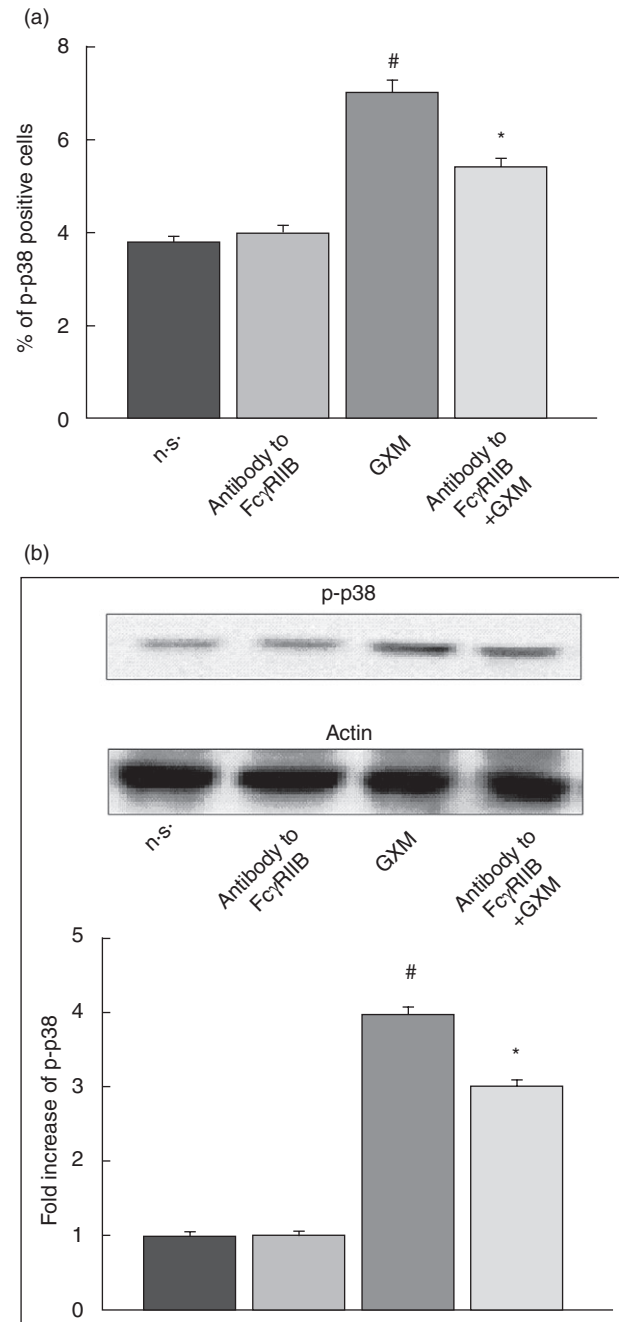 (a)
8
6
4
2
0
% of p-p38 positive cells
#
*
n·s·
Antibody to
FcγRIIB
GXM
Antibody to
FcγRIIB
+GXM
(b)
p-p38
Actin
n·s·
Antibody to
FcγRIIB
GXM
Antibody to
FcγRIIB
+GXM
5
4
3
2
1
0
Fold increase of p-p38
#
*